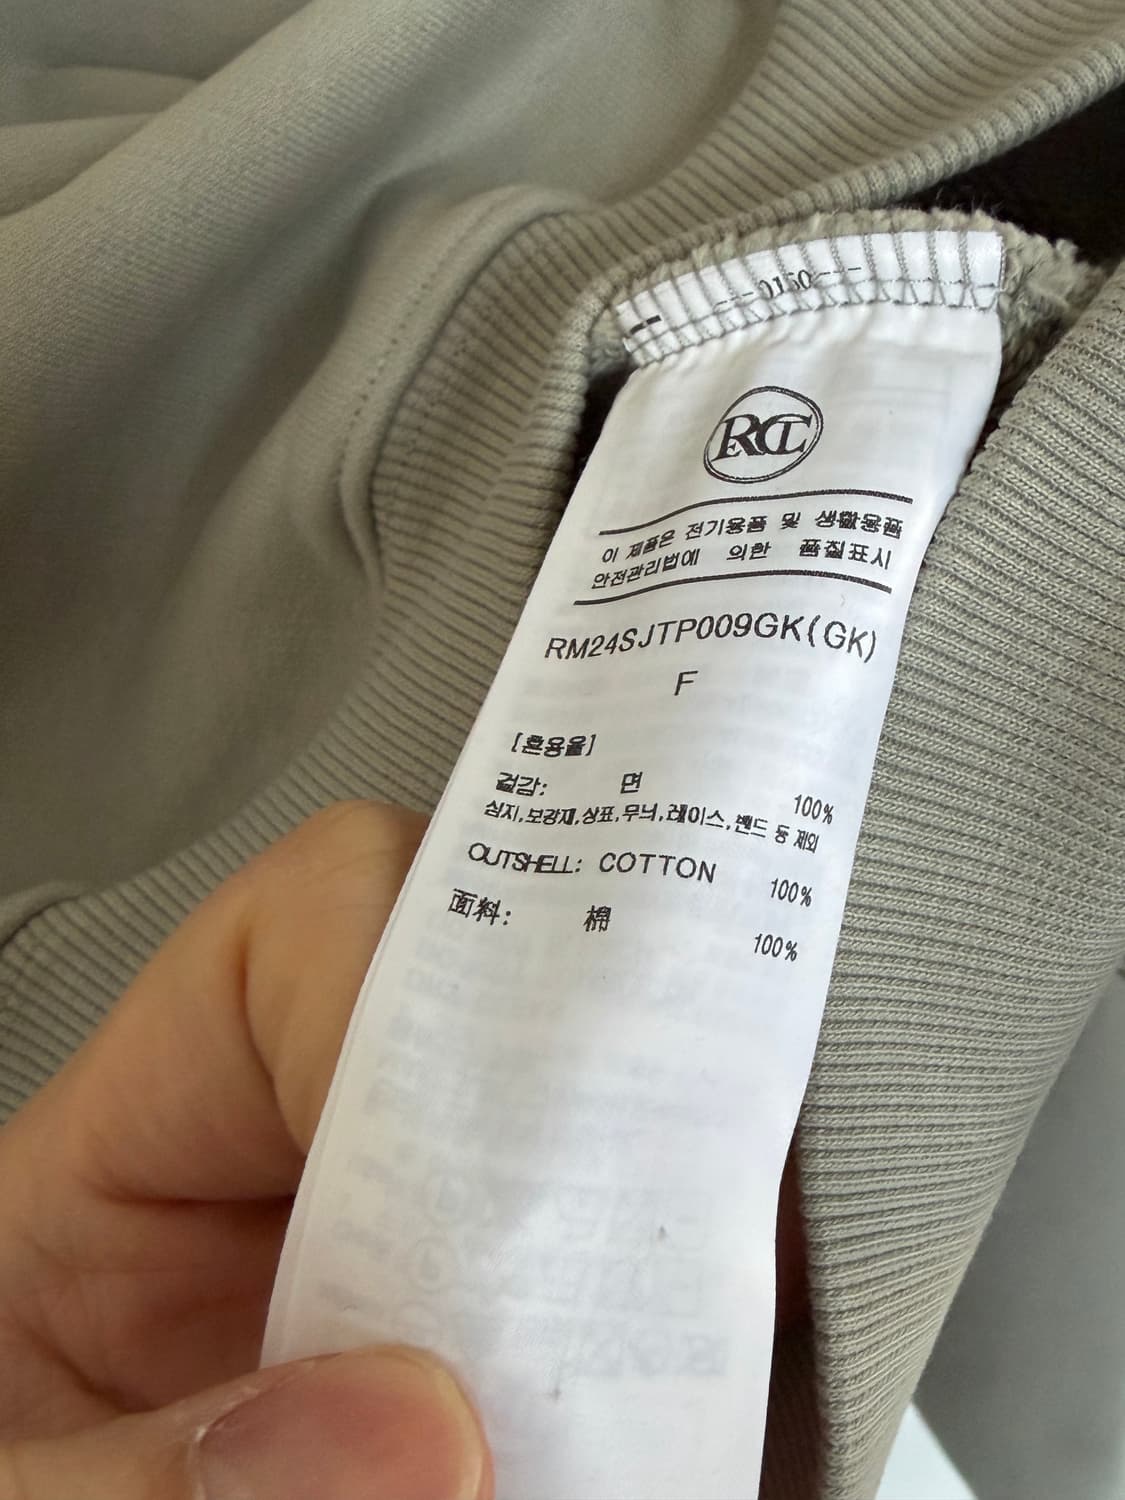 0150
RCT
이 제품은 전기용품 및 생활용품
안전관리법에 의한 품질표시
RM24SJTP009GK(GK)
F
[혼용율]
겉감: 면 100%
심지,보강재,상표,무늬,레이스,밴드 등 제외
OUTSHELL: COTTON 100%
面料: 棉 100%